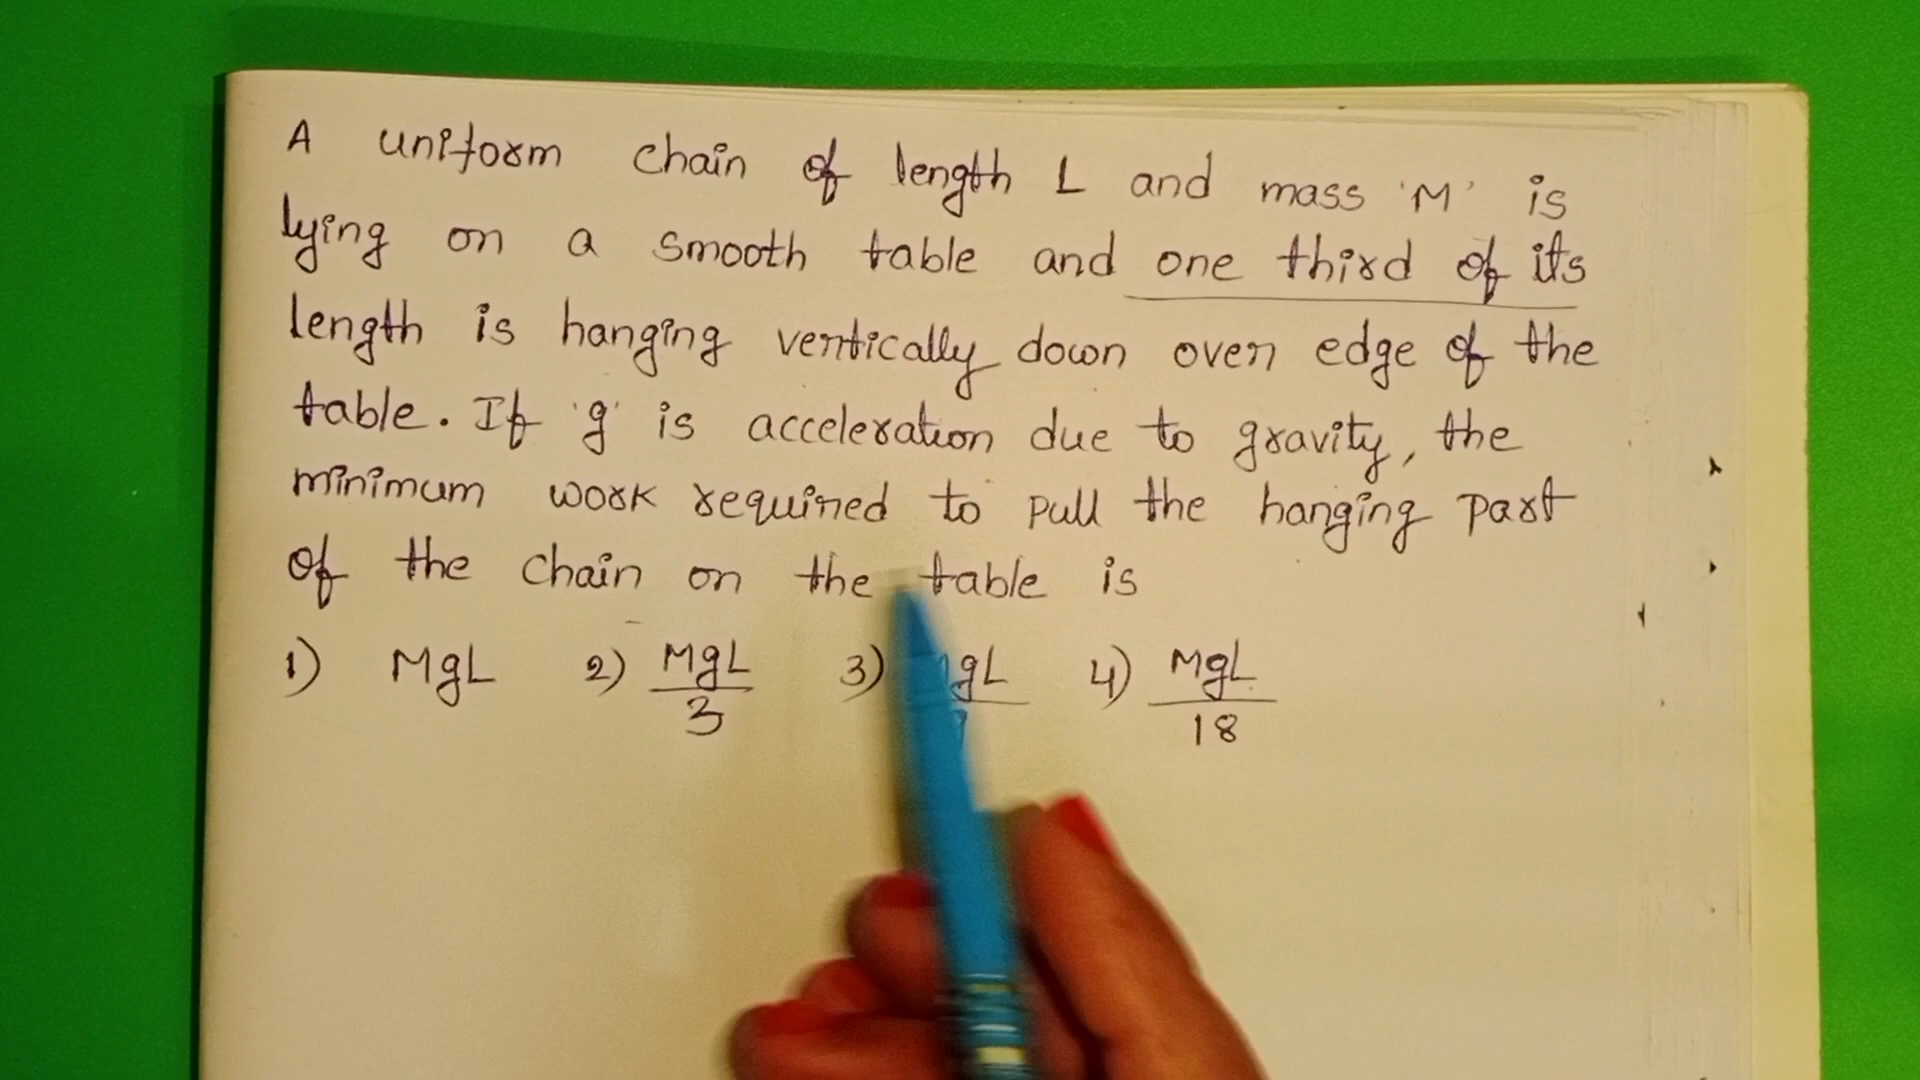 A uniform chain of length L and mass 'M' is
lying on a smooth table and one third of its
length is hanging vertically down over edge of the
table. If 'g' is acceleration due to gravity, the
minimum work required to pull the hanging part
of the chain on the table is
1) MgL 2) MgL/3 3) gL 4) MgL/18